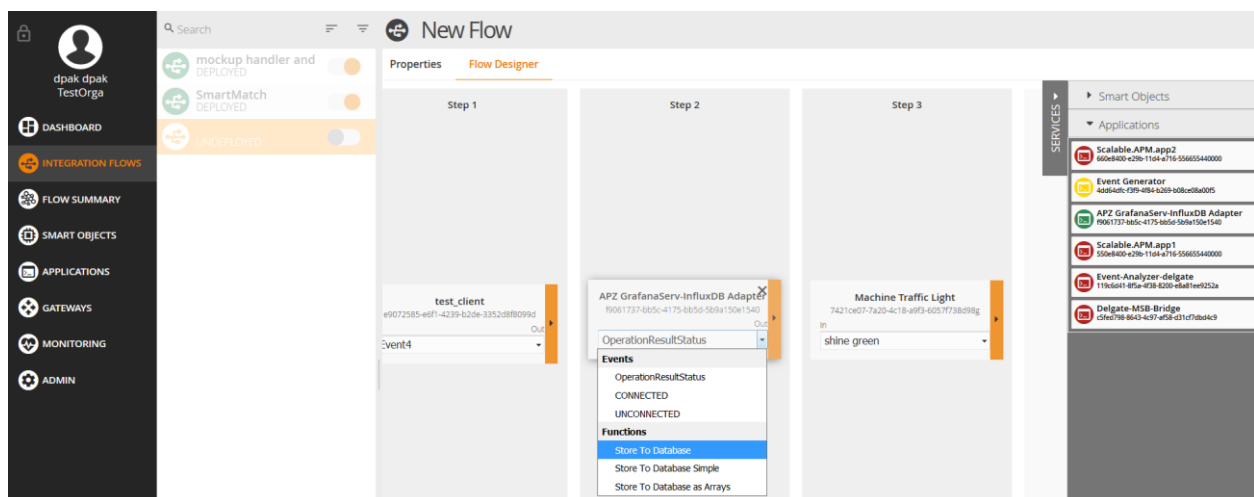 dpak dpak
TestOrga
DASHBOARD
INTEGRATION FLOWS
FLOW SUMMARY
SMART OBJECTS
APPLICATIONS
GATEWAYS
MONITORING
ADMIN
Search
mockup handler and
DEPLOYED
SmartMatch
DEPLOYED
UNDEPLOYED
New Flow
Properties
Flow Designer
Step 1
test_client
e9072585-e6f1-4239-b2de-3352d8f8099d
Out
Event4
Step 2
APZ GrafanaServ-InfluxDB Adapter
f9061737-bb5c-4175-bb5d-5b9a150e1540
Out
OperationResultStatus
Events
OperationResultStatus
CONNECTED
UNCONNECTED
Functions
Store To Database
Store To Database Simple
Store To Database as Arrays
Step 3
Machine Traffic Light
7421ce07-7a20-4c18-a9f3-6057f738d98g
In
shine green
SERVICES
Smart Objects
Applications
Scalable.APM.app2
660e8400-e29b-11d4-a716-556655440000
Event Generator
4dd64dfc-f3f9-4f84-b269-b08ce08a00f5
APZ GrafanaServ-InfluxDB Adapter
f9061737-bb5c-4175-bb5d-5b9a150e1540
Scalable.APM.app1
550e8400-e29b-11d4-a716-556655440000
Event-Analyzer-delgate
119c6d41-8f5a-4f38-8200-e8a81ee9252a
Delgate-MSB-Bridge
c5fed798-8643-4c97-af58-d31cf7dbd4c9